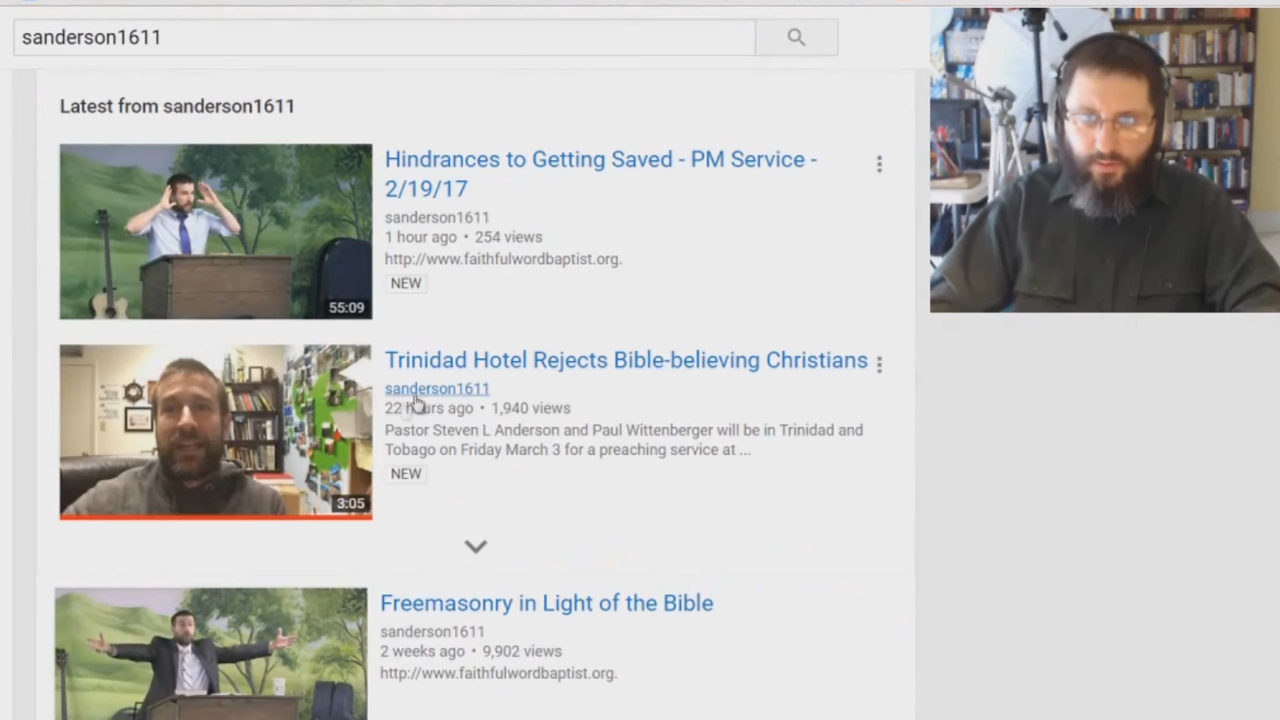 sanderson1611
Latest from sanderson1611
Hindrances to Getting Saved - PM Service -
2/19/17
sanderson1611
1 hour ago • 254 views
http://www.faithfulwordbaptist.org.
NEW
55:09
Trinidad Hotel Rejects Bible-believing Christians
sanderson1611
22 hours ago • 1,940 views
Pastor Steven L Anderson and Paul Wittenberger will be in Trinidad and
Tobago on Friday March 3 for a preaching service at ...
NEW
3:05
Freemasonry in Light of the Bible
sanderson1611
2 weeks ago • 9,902 views
http://www.faithfulwordbaptist.org.